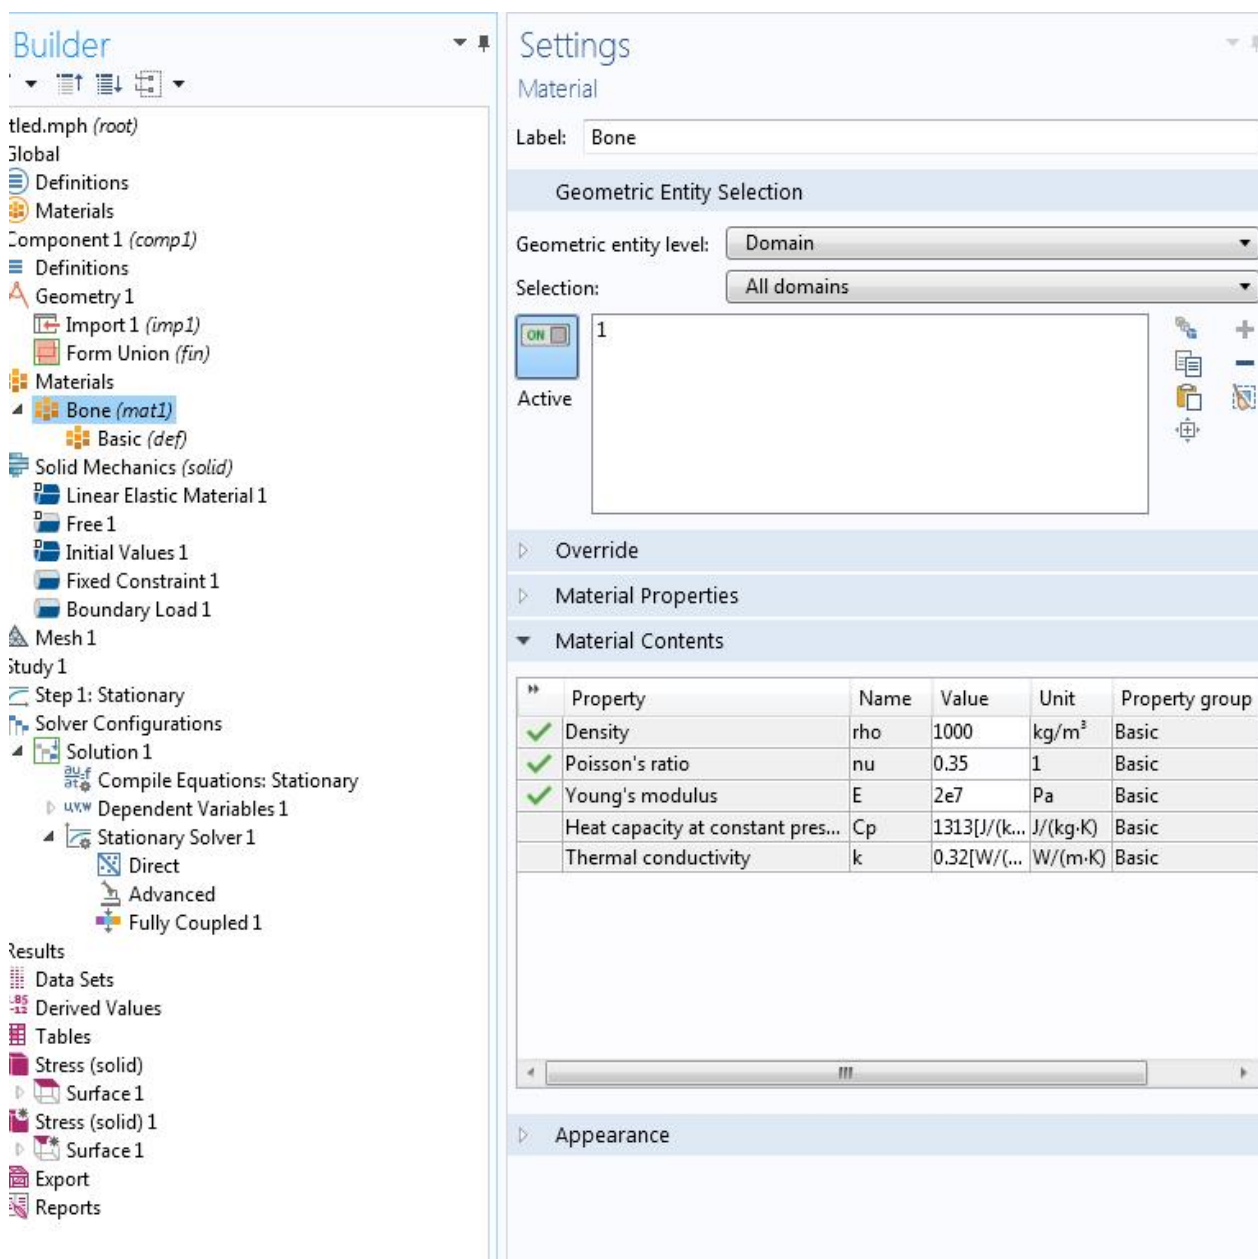 Builder
tled.mph (root)
Global
Definitions
Materials
Component 1 (comp1)
Definitions
Geometry 1
Import 1 (imp1)
Form Union (fin)
Materials
Bone (mat1)
Basic (def)
Solid Mechanics (solid)
Linear Elastic Material 1
Free 1
Initial Values 1
Fixed Constraint 1
Boundary Load 1
Mesh 1
Study 1
Step 1: Stationary
Solver Configurations
Solution 1
Compile Equations: Stationary
Dependent Variables 1
Stationary Solver 1
Direct
Advanced
Fully Coupled 1
Results
Data Sets
Derived Values
Tables
Stress (solid)
Surface 1
Stress (solid) 1
Surface 1
Export
Reports
Settings
Material
Label: Bone
Geometric Entity Selection
Geometric entity level: Domain
Selection: All domains
ON
1
Active
Override
Material Properties
Material Contents
Property Name Value Unit Property group
Density rho 1000 kg/m³ Basic
Poisson's ratio nu 0.35 1 Basic
Young's modulus E 2e7 Pa Basic
Heat capacity at constant pres... Cp 1313[J/(k... J/(kg·K) Basic
Thermal conductivity k 0.32[W/(... W/(m·K) Basic
Appearance